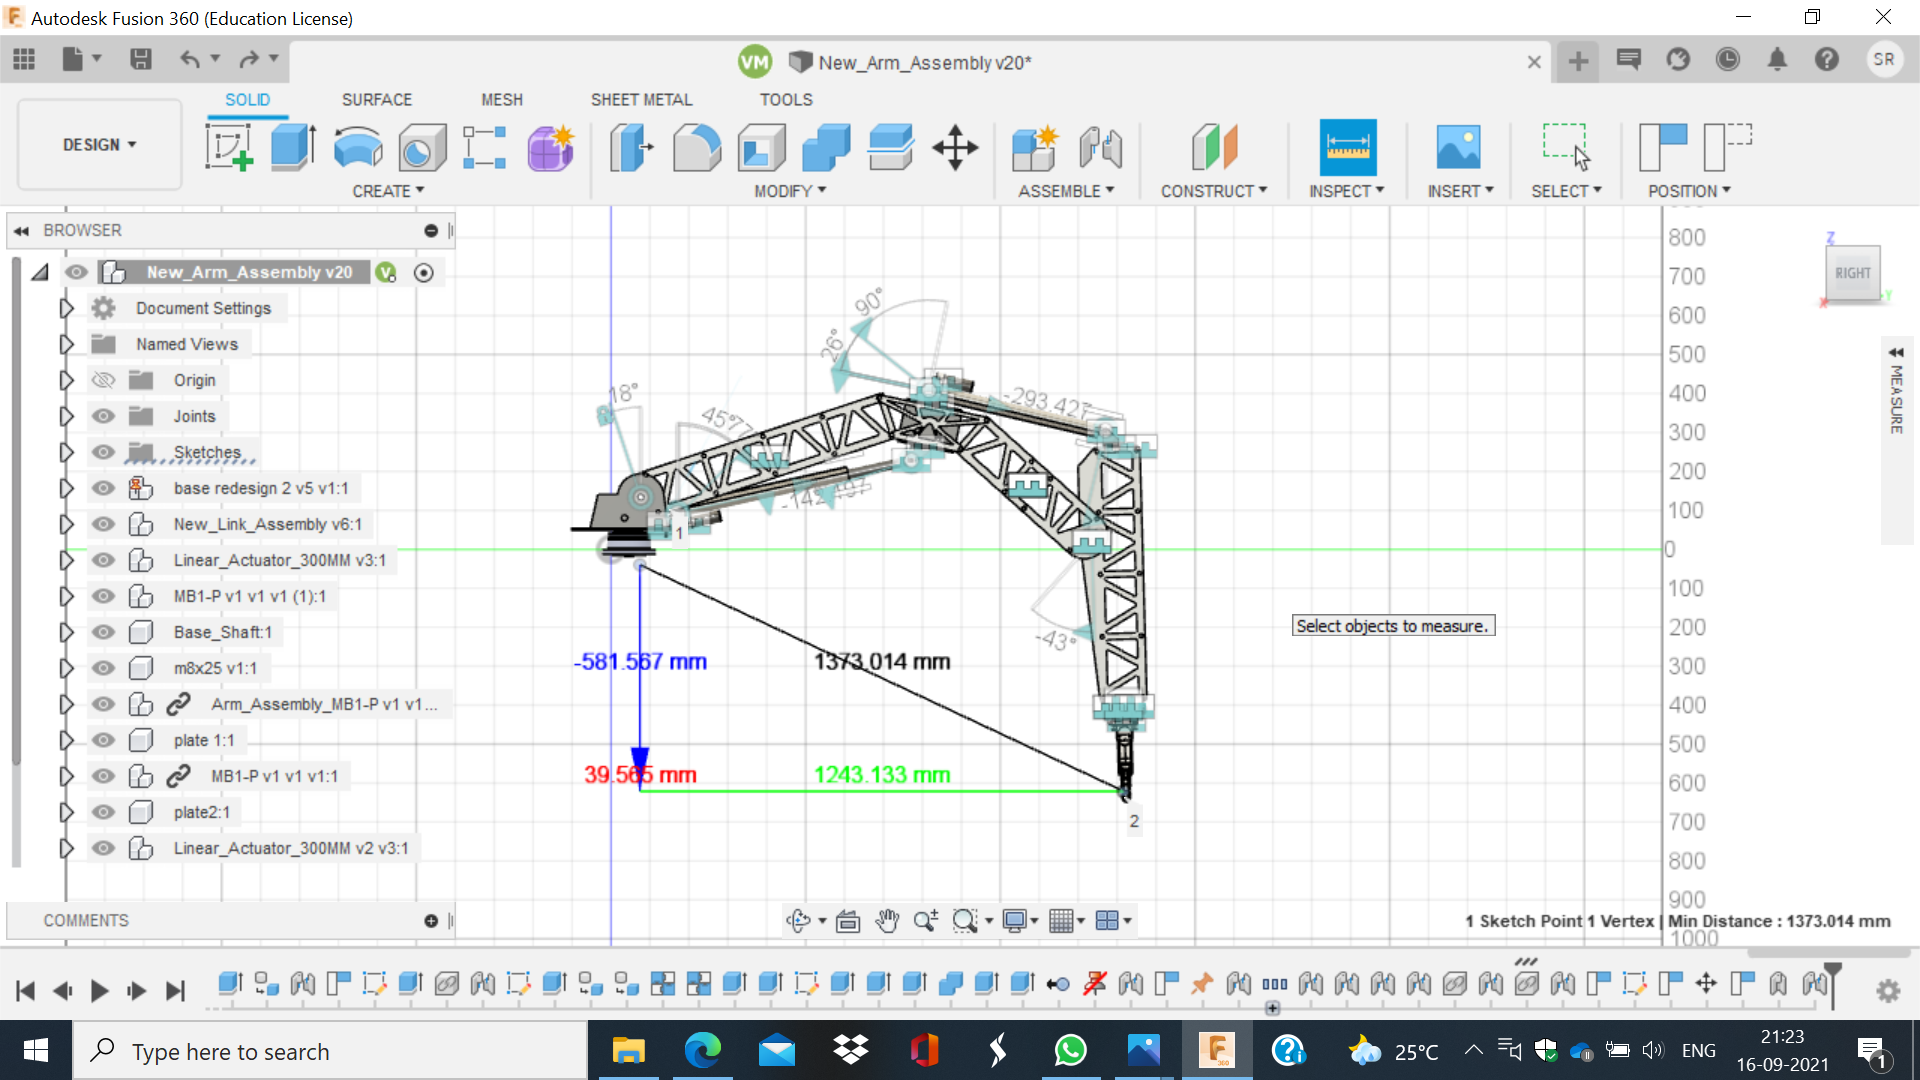 Autodesk Fusion 360 (Education License)
VM New_Arm_Assembly v20*
SR
SOLID SURFACE MESH SHEET METAL TOOLS
DESIGN
CREATE MODIFY ASSEMBLE CONSTRUCT INSPECT INSERT SELECT POSITION
BROWSER
New_Arm_Assembly v20
Document Settings
Named Views
Origin
Joints
Sketches
base redesign 2 v5 v1:1
New_Link_Assembly v6:1
Linear_Actuator_300MM v3:1
MB1-P v1 v1 v1 (1):1
Base_Shaft:1
m8x25 v1:1
Arm_Assembly_MB1-P v1 v1...
plate 1:1
MB1-P v1 v1 v1:1
plate2:1
Linear_Actuator_300MM v2 v3:1
COMMENTS
90°
26°
18°
45°
-293.427
1
-43°
-581.567 mm
1373.014 mm
39.565 mm
1243.133 mm
2
Select objects to measure.
800
700
600
500
400
300
200
100
0
100
200
300
400
500
600
700
800
900
1000
Z
RIGHT
X
Y
MEASURE
1 Sketch Point 1 Vertex | Min Distance : 1373.014 mm
Type here to search
25°C
ENG
21:23
16-09-2021
1